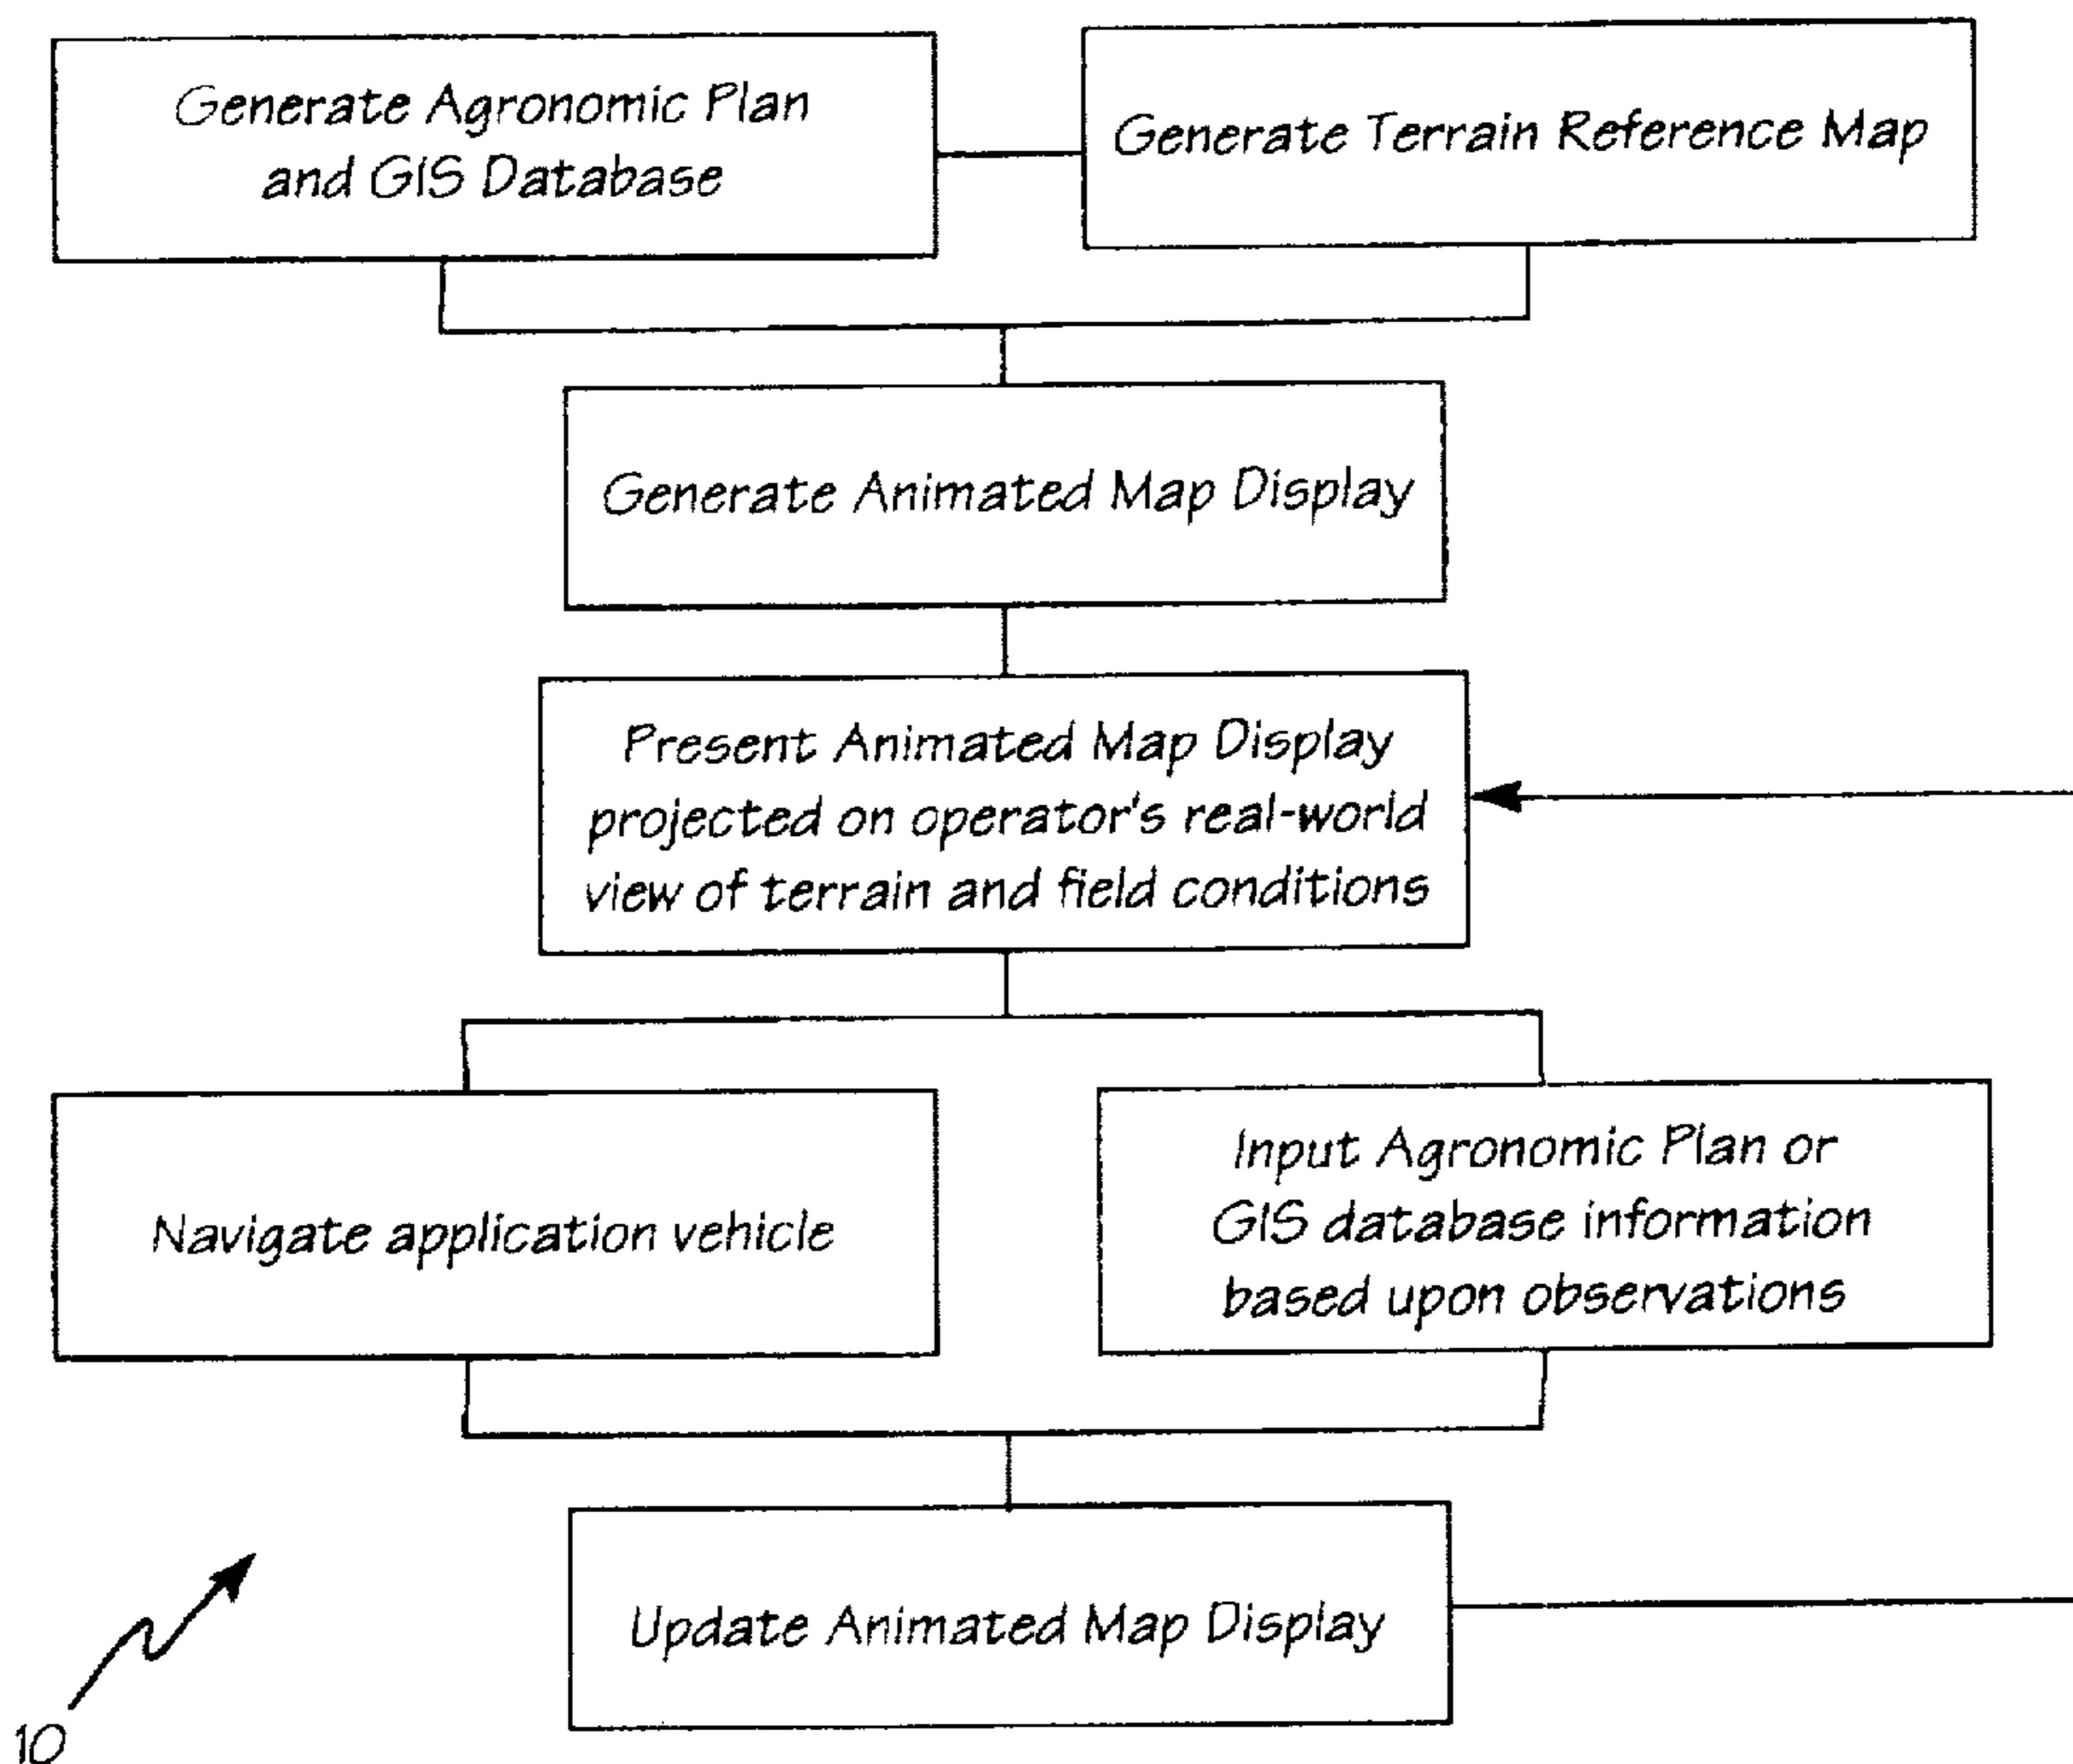 Generate Agronomic Plan
and GIS Database
Generate Terrain Reference Map
Generate Animated Map Display
Present Animated Map Display
projected on operator's real-world
view of terrain and field conditions
Navigate application vehicle
Input Agronomic Plan or
GIS database information
based upon observations
Update Animated Map Display
10